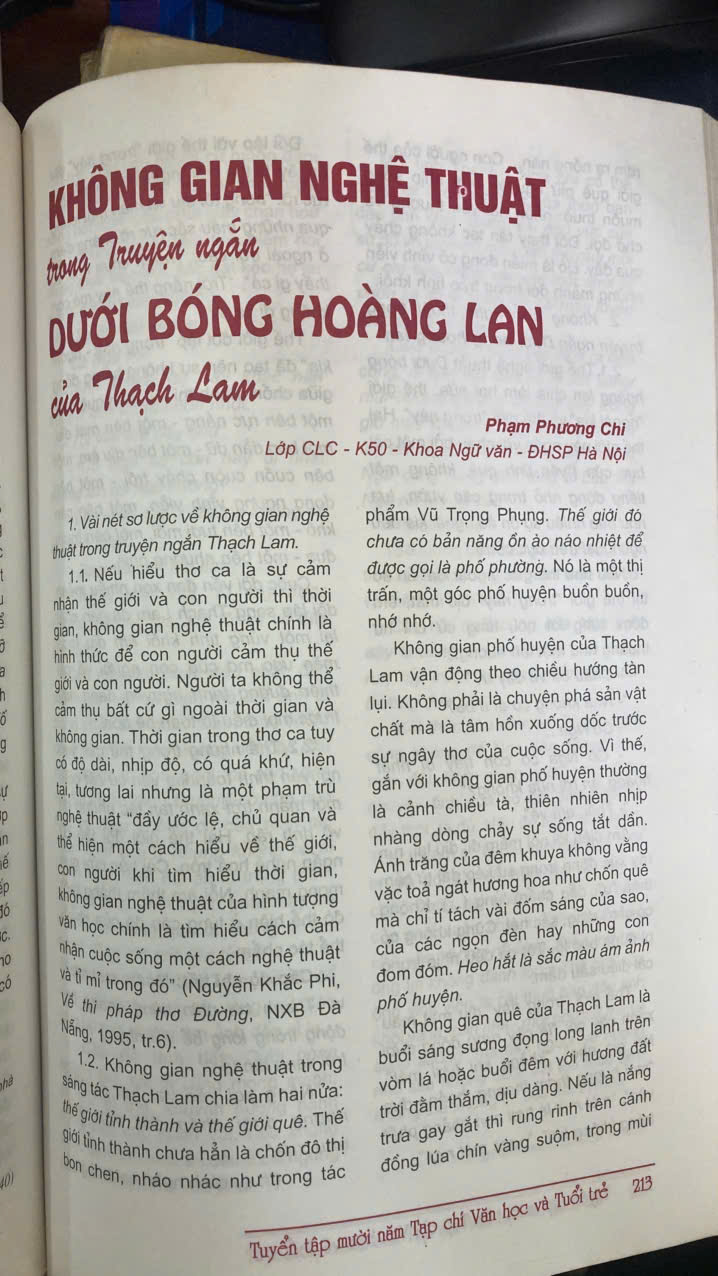 KHÔNG GIAN NGHỆ THUẬT
trong Truyện ngắn
DƯỚI BÓNG HOÀNG LAN
của Thạch Lam
Phạm Phương Chi
Lớp CLC - K50 - Khoa Ngữ văn - ĐHSP Hà Nội
1. Vài nét sơ lược về không gian nghệ
thuật trong truyện ngắn Thạch Lam.
1.1. Nếu hiểu thơ ca là sự cảm
nhận thế giới và con người thì thời
gian, không gian nghệ thuật chính là
hình thức để con người cảm thụ thế
giới và con người. Người ta không thể
cảm thụ bất cứ gì ngoài thời gian và
không gian. Thời gian trong thơ ca tuy
có độ dài, nhịp độ, có quá khứ, hiện
tại, tương lai nhưng là một phạm trù
nghệ thuật "đẩy ước lệ, chủ quan và
thể hiện một cách hiểu về thế giới,
con người khi tìm hiểu thời gian,
không gian nghệ thuật của hình tượng
văn học chính là tìm hiểu cách cảm
nhận cuộc sống một cách nghệ thuật
và tỉ mỉ trong đó" (Nguyễn Khắc Phi,
Về thi pháp thơ Đường, NXB Đà
Nẵng, 1995, tr.6).
1.2. Không gian nghệ thuật trong
sáng tác Thạch Lam chia làm hai nửa:
thế giới tỉnh thành và thế giới quê. Thế
giới tỉnh thành chưa hẳn là chốn đô thị
bon chen, nháo nhác như trong tác
phẩm Vũ Trọng Phụng. Thế giới đó
chưa có bản năng ồn ào náo nhiệt để
được gọi là phố phường. Nó là một thị
trấn, một góc phố huyện buồn buồn,
nhớ nhớ.
Không gian phố huyện của Thạch
Lam vận động theo chiều hướng tàn
lụi. Không phải là chuyện phá sản vật
chất mà là tâm hồn xuống dốc trước
sự ngây thơ của cuộc sống. Vì thế,
gắn với không gian phố huyện thường
là cảnh chiều tà, thiên nhiên nhịp
nhàng dòng chảy sự sống tắt dần.
Ánh trăng của đêm khuya không vằng
vặc toả ngát hương hoa như chốn quê
mà chỉ tí tách vài đốm sáng của sao,
của các ngọn đèn hay những con
đom đóm. Heo hắt là sắc màu ám ảnh
phố huyện.
Không gian quê của Thạch Lam là
buổi sáng sương đọng long lanh trên
vòm lá hoặc buổi đêm với hương đất
trời đằm thắm, dịu dàng. Nếu là nắng
trưa gay gắt thì rung rinh trên cánh
đồng lúa chín vàng suộm, trong mùi
Tuyển tập mười năm Tạp chí Văn học và Tuổi trẻ 213